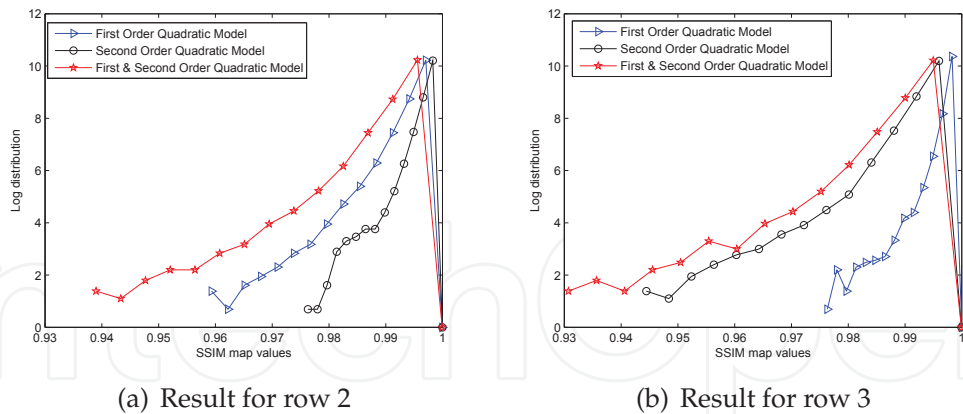 12
10
8
6
4
2
0
Log distribution
First Order Quadratic Model
Second Order Quadratic Model
First & Second Order Quadratic Model
0.93 0.94 0.95 0.96 0.97 0.98 0.99 1
SSIM map values
(a) Result for row 2
12
10
8
6
4
2
0
Log distribution
First Order Quadratic Model
Second Order Quadratic Model
First & Second Order Quadratic Model
0.93 0.94 0.95 0.96 0.97 0.98 0.99 1
SSIM map values
(b) Result for row 3